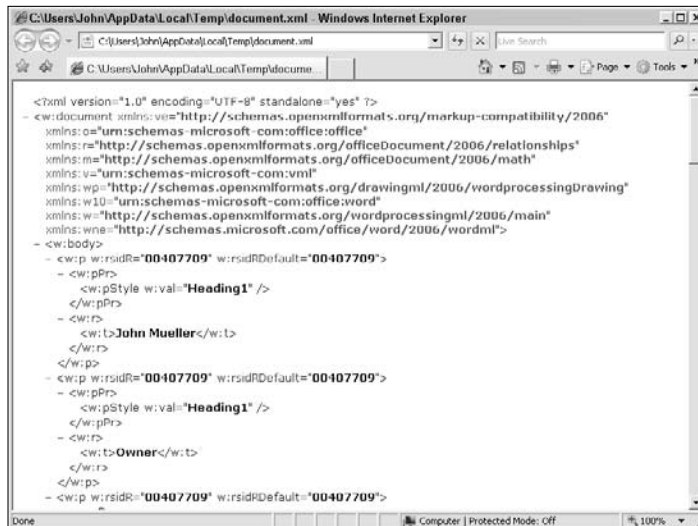 C:\Users\John\AppData\Local\Temp\document.xml - Windows Internet Explorer
C:\Users\John\AppData\Local\Temp\document.xml
Live Search
C:\Users\John\AppData\Local\Temp\docume...
Page
Tools
<?xml version="1.0" encoding="UTF-8" standalone="yes" ?>
- <w:document xmlns:ve="http://schemas.openxmlformats.org/markup-compatibility/2006"
xmlns:o="urn:schemas-microsoft-com:office:office"
xmlns:r="http://schemas.openxmlformats.org/officeDocument/2006/relationships"
xmlns:m="http://schemas.openxmlformats.org/officeDocument/2006/math"
xmlns:v="urn:schemas-microsoft-com:vml"
xmlns:wp="http://schemas.openxmlformats.org/drawingml/2006/wordprocessingDrawing"
xmlns:w10="urn:schemas-microsoft-com:office:word"
xmlns:w="http://schemas.openxmlformats.org/wordprocessingml/2006/main"
xmlns:wne="http://schemas.microsoft.com/office/word/2006/wordml">
- <w:body>
- <w:p w:rsidR="00407709" w:rsidRDefault="00407709">
- <w:pPr>
<w:pStyle w:val="Heading1" />
</w:pPr>
- <w:r>
<w:t>John Mueller</w:t>
</w:r>
</w:p>
- <w:p w:rsidR="00407709" w:rsidRDefault="00407709">
- <w:pPr>
<w:pStyle w:val="Heading1" />
</w:pPr>
- <w:r>
<w:t>Owner</w:t>
</w:r>
</w:p>
- <w:p w:rsidR="00407709" w:rsidRDefault="00407709">
Done
Computer | Protected Mode: Off
100%